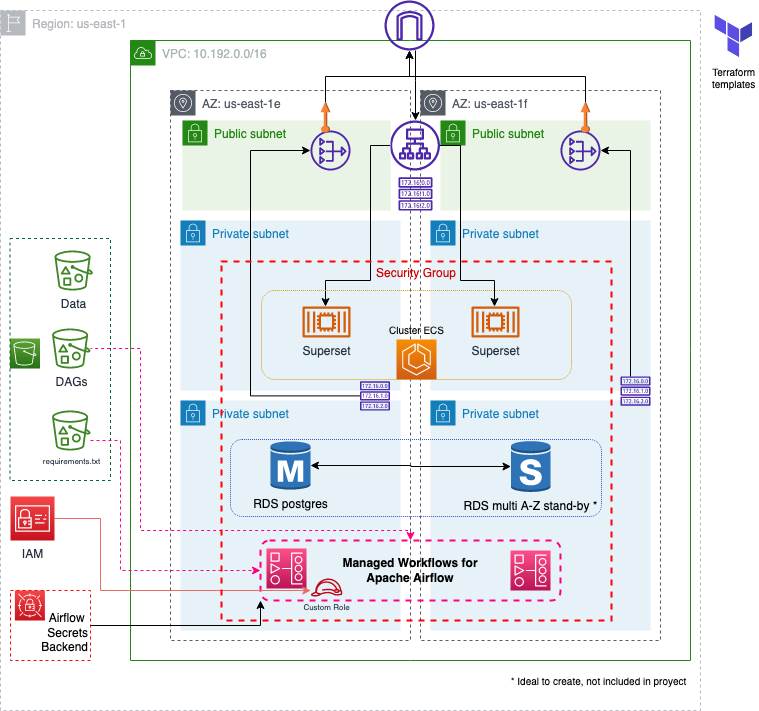 Region: us-east-1
VPC: 10.192.0.0/16
Terraform
templates
AZ: us-east-1e
AZ: us-east-1f
Public subnet
Public subnet
172.16.0.0
172.16.1.0
172.16.2.0
Private subnet
Private subnet
Security Group
Data
Superset
Superset
Cluster ECS
DAGs
172.16.0.0
172.16.1.0
172.16.2.0
172.16.0.0
172.16.1.0
172.16.2.0
Private subnet
Private subnet
requirements.txt
M
S
RDS postgres
RDS multi A-Z stand-by *
IAM
Managed Workflows for
Apache Airflow
Custom Role
Airflow
Secrets
Backend
* Ideal to create, not included in proyect